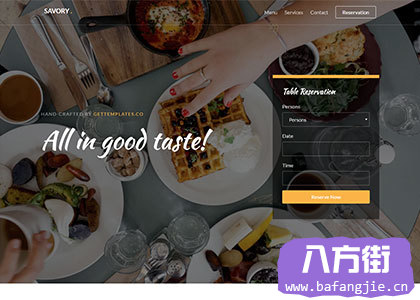 SAVORY.
Menu Services Contact Reservation
HAND-CRAFTED BY GETTEMPLATES.CO
All in good taste!
Table Reservation
Persons
Persons
Date
Time
Reserve Now
八方街
www.bafangjie.cn